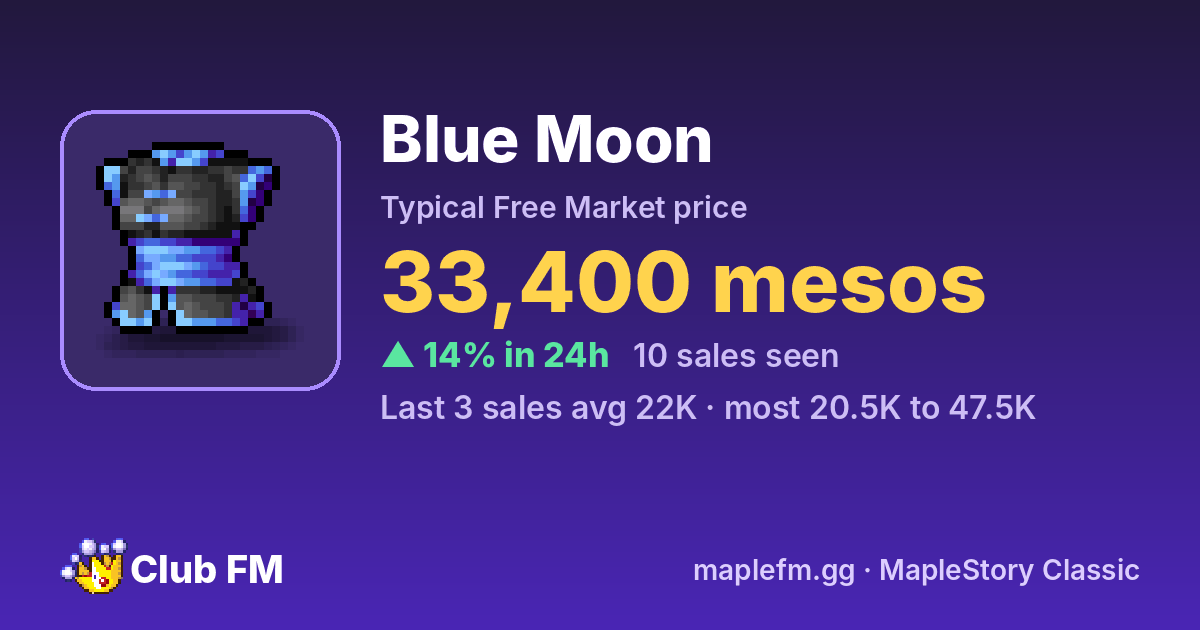 Blue Moon
Typical Free Market price
33,400 mesos
▲ 14% in 24h 10 sales seen
Last 3 sales avg 22K · most 20.5K to 47.5K
Club FM
maplefm.gg · MapleStory Classic